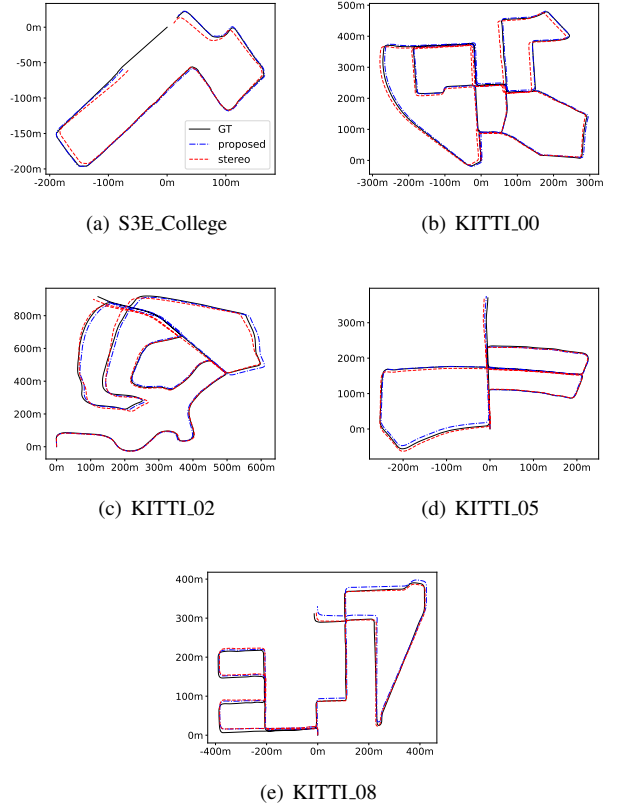 0m
-50m
-100m
-150m
-200m
-200m -100m 0m 100m
GT
proposed
stereo
(a) S3E_College
500m
400m
300m
200m
100m
0m
-300m -200m -100m 0m 100m 200m 300m
(b) KITTI_00
800m
600m
400m
200m
0m
0m 100m 200m 300m 400m 500m 600m
(c) KITTI_02
300m
200m
100m
0m
-200m -100m 0m 100m 200m
(d) KITTI_05
400m
300m
200m
100m
0m
-400m -200m 0m 200m 400m
(e) KITTI_08